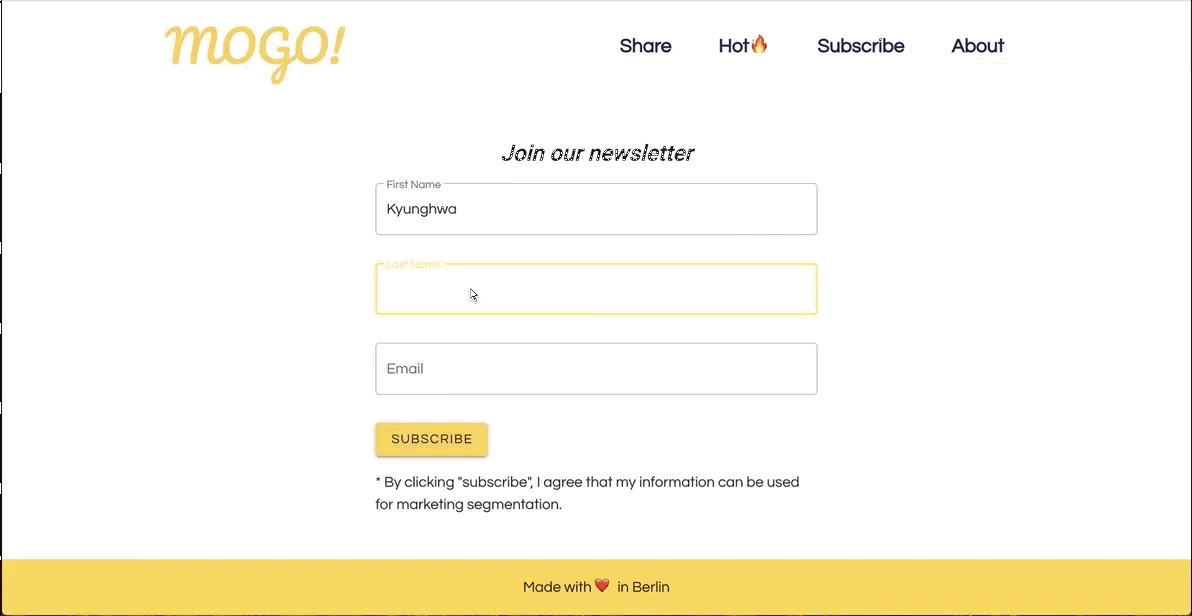 mogo!
Share Hot🔥 Subscribe About
Join our newsletter
First Name
Kyunghwa
Last Name
Email
SUBSCRIBE
* By clicking "subscribe", I agree that my information can be used
for marketing segmentation.
Made with❤️ in Berlin